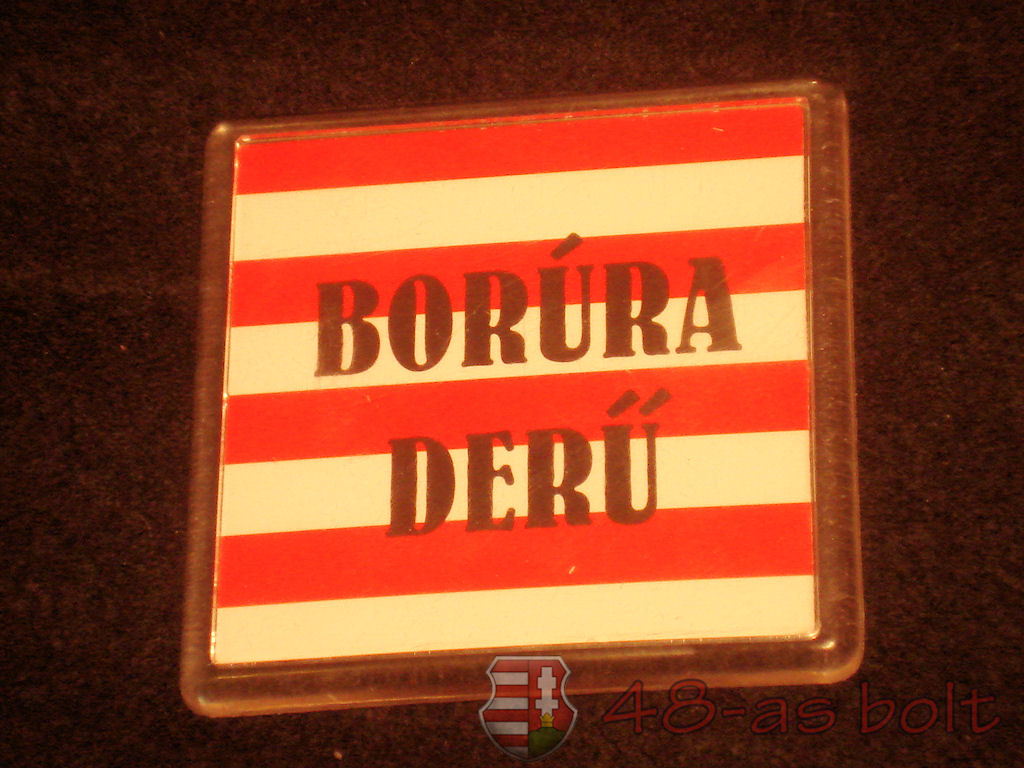 BORÚRA
DERŰ
48-as bolt